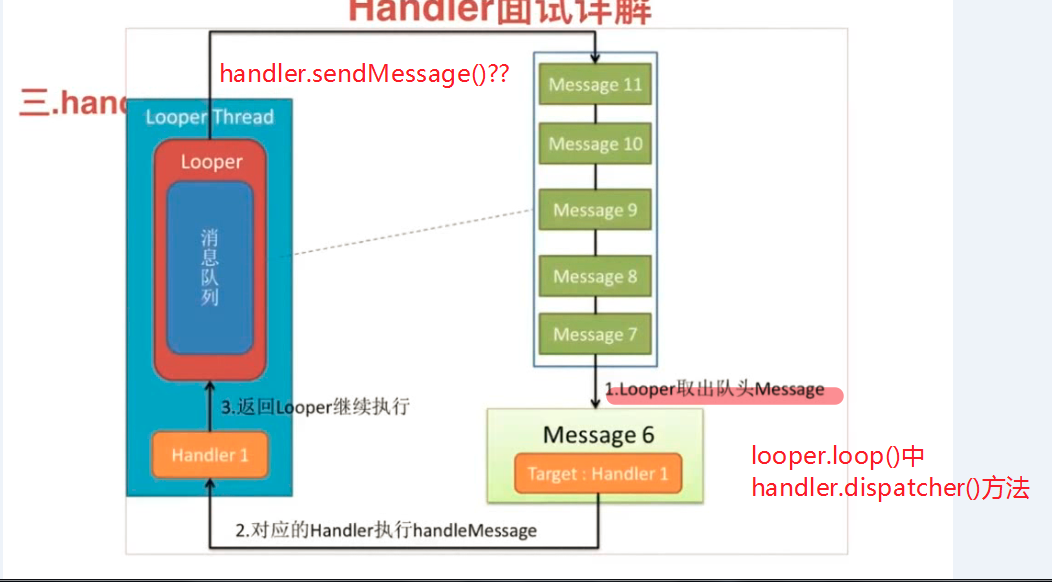 Handler面试详解
handler.sendMessage()??
三.hand
Looper Thread
Looper
消息队列
Message 11
Message 10
Message 9
Message 8
Message 7
1.Looper取出队头Message
3.返回Looper继续执行
Handler 1
Message 6
Target : Handler 1
looper.loop()中
handler.dispatcher()方法
2.对应的Handler执行handleMessage